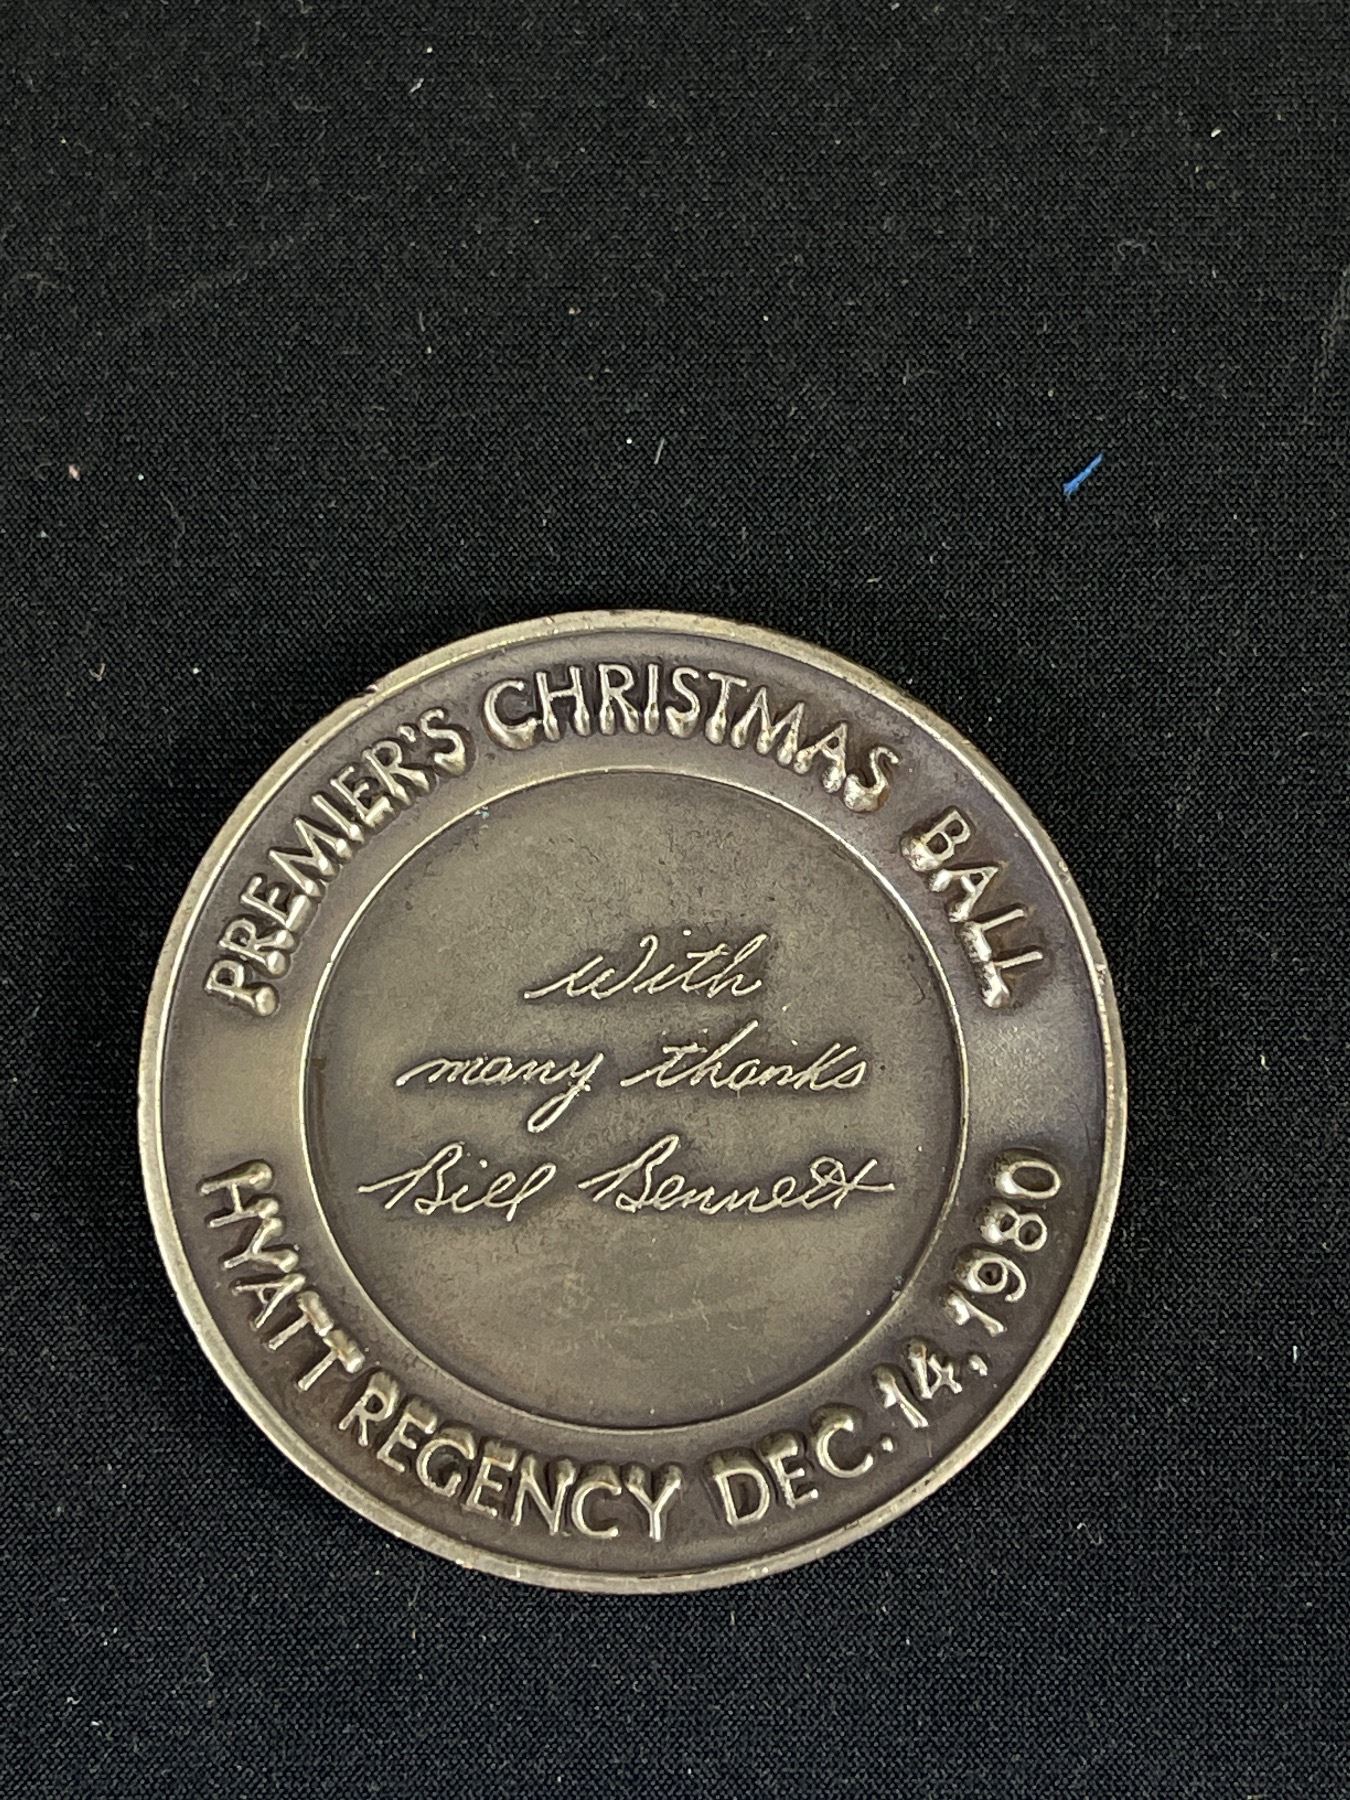 PREMIER'S CHRISTMAS BALL
With
many thanks
Bill Bennett
HYATT REGENCY DEC. 14, 1980